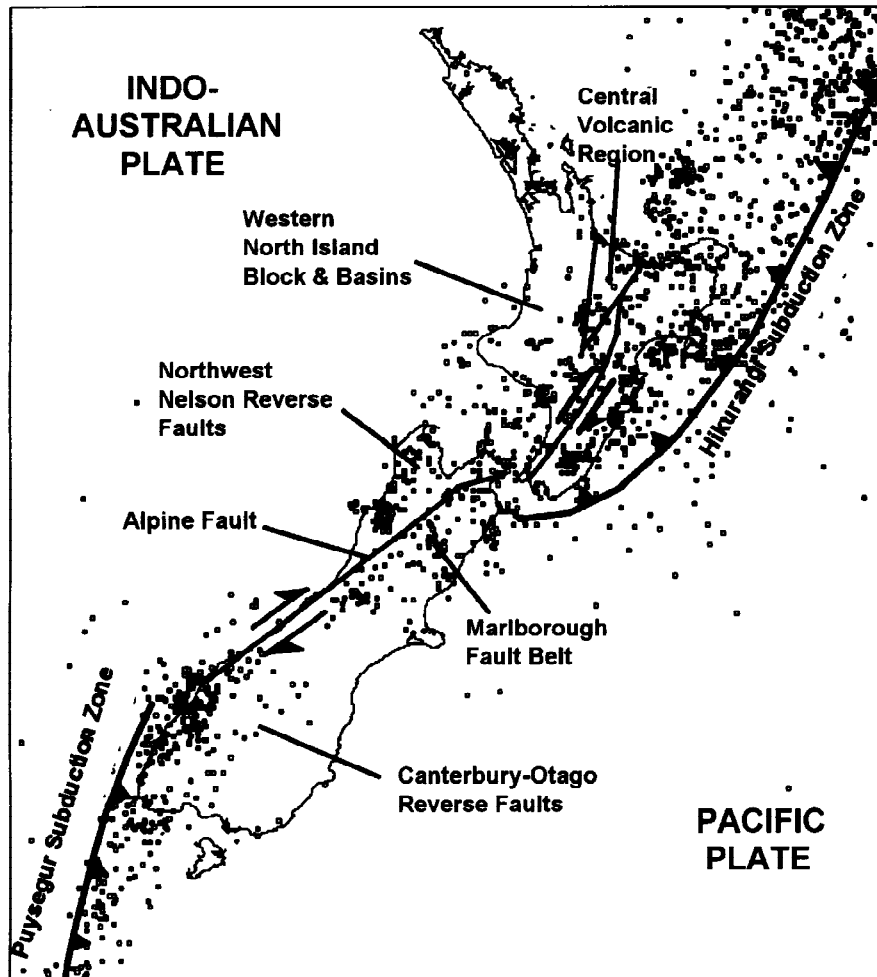 INDO-
AUSTRALIAN
PLATE
Central
Volcanic
Region
Western
North Island
Block & Basins
Hikurangi Subduction Zone
Northwest
Nelson Reverse
Faults
Alpine Fault
Marlborough
Fault Belt
Puysegur Subduction Zone
Canterbury-Otago
Reverse Faults
PACIFIC
PLATE